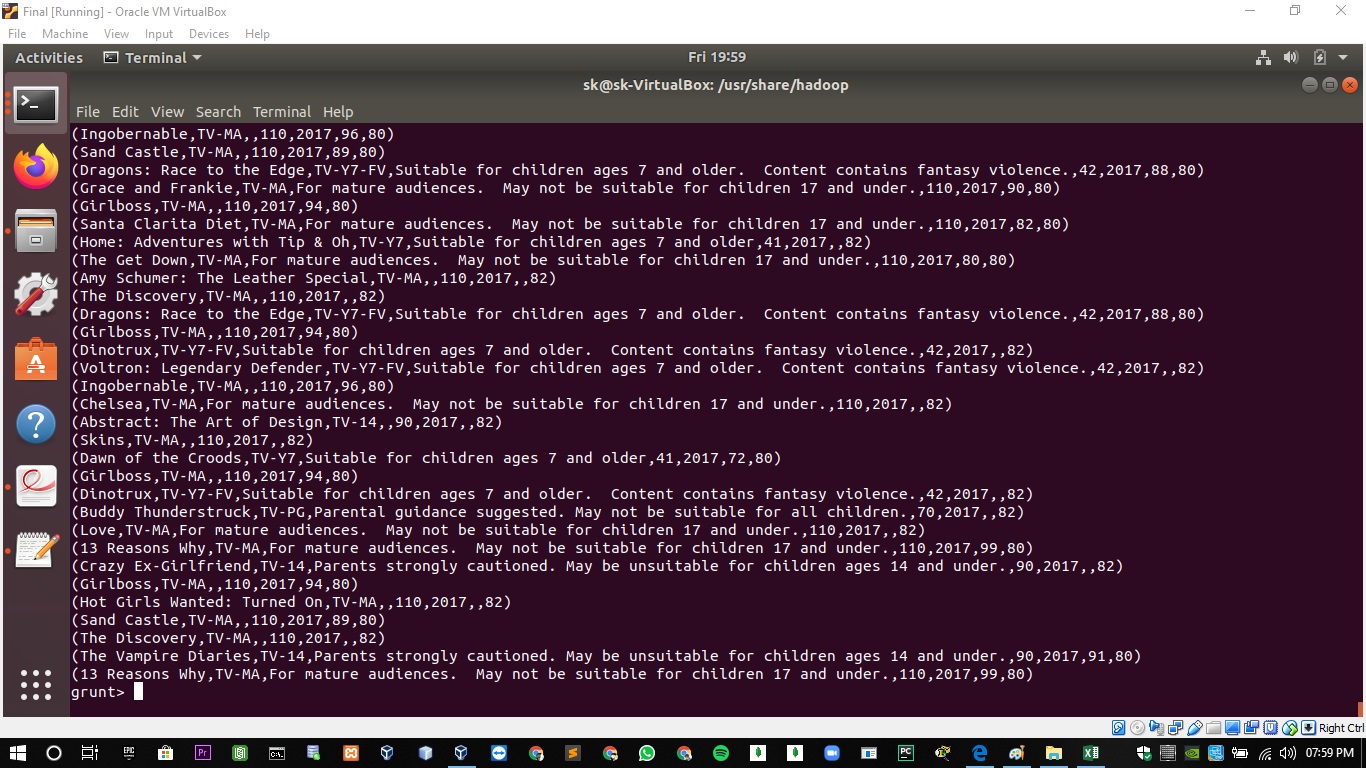 Final [Running] - Oracle VM VirtualBox
File Machine View Input Devices Help
Activities Terminal Fri 19:59
sk@sk-VirtualBox: /usr/share/hadoop
File Edit View Search Terminal Help
(Ingobernable,TV-MA,,110,2017,96,80)
(Sand Castle,TV-MA,,110,2017,89,80)
(Dragons: Race to the Edge,TV-Y7-FV,Suitable for children ages 7 and older.  Content contains fantasy violence.,42,2017,88,80)
(Grace and Frankie,TV-MA,For mature audiences.  May not be suitable for children 17 and under.,110,2017,90,80)
(Girlboss,TV-MA,,110,2017,94,80)
(Santa Clarita Diet,TV-MA,For mature audiences.  May not be suitable for children 17 and under.,110,2017,82,80)
(Home: Adventures with Tip & Oh,TV-Y7,Suitable for children ages 7 and older,41,2017,,82)
(The Get Down,TV-MA,For mature audiences.  May not be suitable for children 17 and under.,110,2017,80,80)
(Amy Schumer: The Leather Special,TV-MA,,110,2017,,82)
(The Discovery,TV-MA,,110,2017,,82)
(Dragons: Race to the Edge,TV-Y7-FV,Suitable for children ages 7 and older.  Content contains fantasy violence.,42,2017,88,80)
(Girlboss,TV-MA,,110,2017,94,80)
(Dinotrux,TV-Y7-FV,Suitable for children ages 7 and older.  Content contains fantasy violence.,42,2017,,82)
(Voltron: Legendary Defender,TV-Y7-FV,Suitable for children ages 7 and older.  Content contains fantasy violence.,42,2017,,82)
(Ingobernable,TV-MA,,110,2017,96,80)
(Chelsea,TV-MA,For mature audiences.  May not be suitable for children 17 and under.,110,2017,,82)
(Abstract: The Art of Design,TV-14,,90,2017,,82)
(Skins,TV-MA,,110,2017,,82)
(Dawn of the Croods,TV-Y7,Suitable for children ages 7 and older,41,2017,72,80)
(Girlboss,TV-MA,,110,2017,94,80)
(Dinotrux,TV-Y7-FV,Suitable for children ages 7 and older.  Content contains fantasy violence.,42,2017,,82)
(Buddy Thunderstruck,TV-PG,Parental guidance suggested. May not be suitable for all children.,70,2017,,82)
(Love,TV-MA,For mature audiences.  May not be suitable for children 17 and under.,110,2017,,82)
(13 Reasons Why,TV-MA,For mature audiences.  May not be suitable for children 17 and under.,110,2017,99,80)
(Crazy Ex-Girlfriend,TV-14,Parents strongly cautioned. May be unsuitable for children ages 14 and under.,90,2017,,82)
(Girlboss,TV-MA,,110,2017,94,80)
(Hot Girls Wanted: Turned On,TV-MA,,110,2017,,82)
(Sand Castle,TV-MA,,110,2017,89,80)
(The Discovery,TV-MA,,110,2017,,82)
(The Vampire Diaries,TV-14,Parents strongly cautioned. May be unsuitable for children ages 14 and under.,90,2017,91,80)
(13 Reasons Why,TV-MA,For mature audiences.  May not be suitable for children 17 and under.,110,2017,99,80)
grunt>
Right Ctrl
07:59 PM